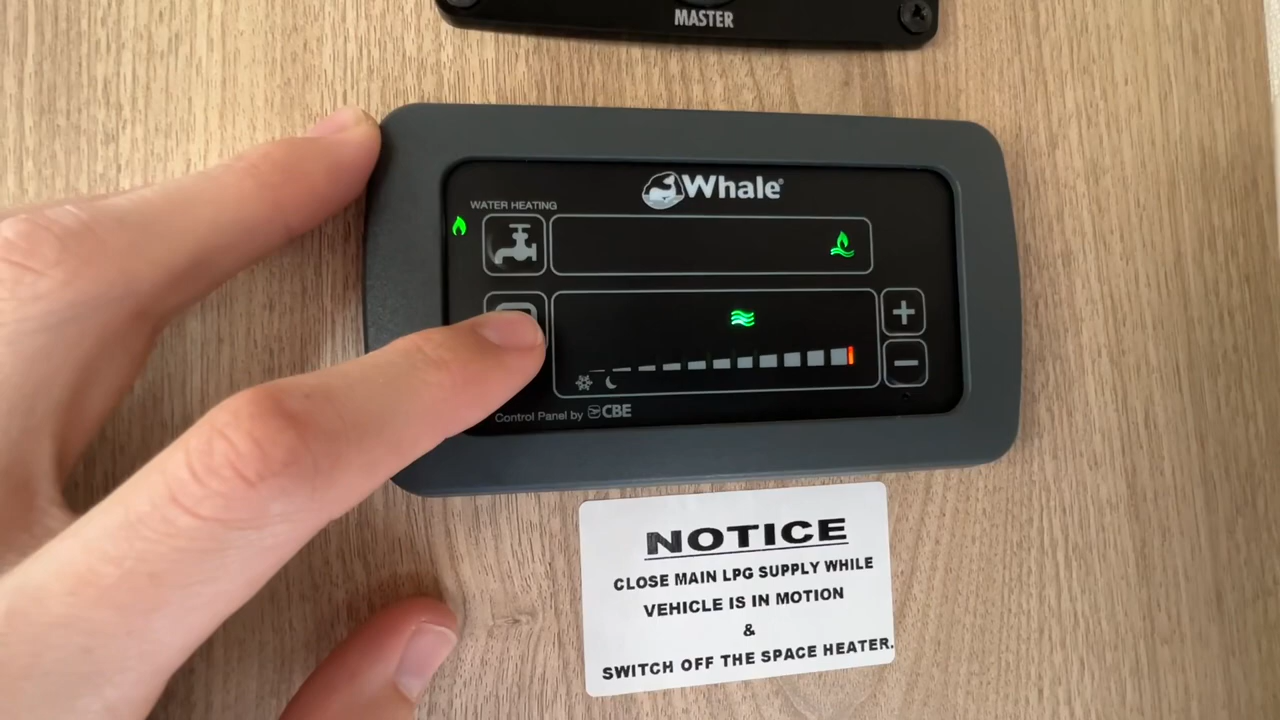 MASTER
Whale®
WATER HEATING
+
-
Control Panel by CBE
NOTICE
CLOSE MAIN LPG SUPPLY WHILE
VEHICLE IS IN MOTION
&
SWITCH OFF THE SPACE HEATER.